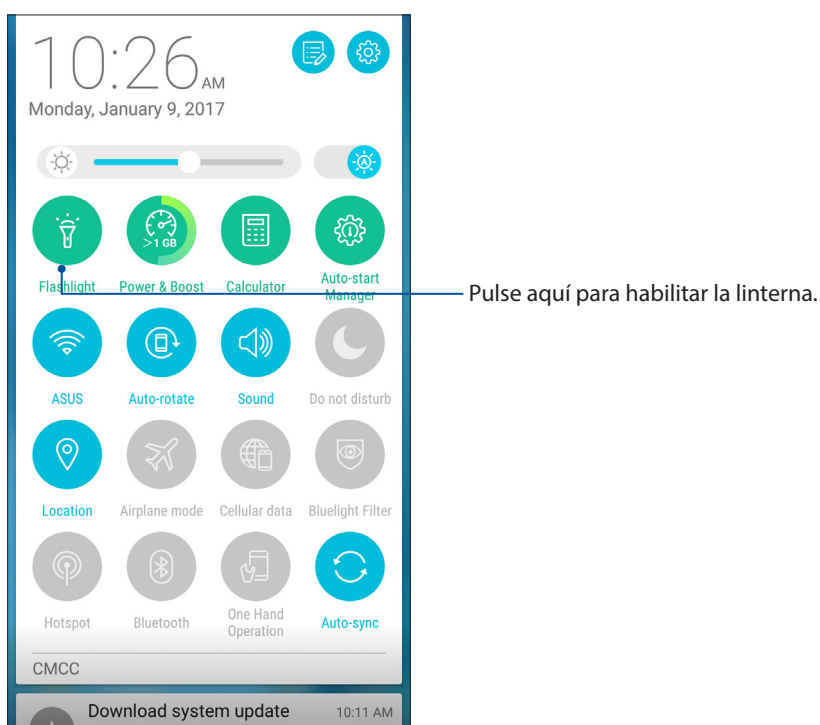 10:26 AM
Monday, January 9, 2017
A
>1 GB
Flashlight
Power & Boost
Calculator
Auto-start
Manager
Pulse aquí para habilitar la linterna.
ASUS
Auto-rotate
Sound
Do not disturb
Location
Airplane mode
Cellular data
Bluelight Filter
Hotspot
Bluetooth
One Hand
Operation
Auto-sync
CMCC
Download system update
10:11 AM